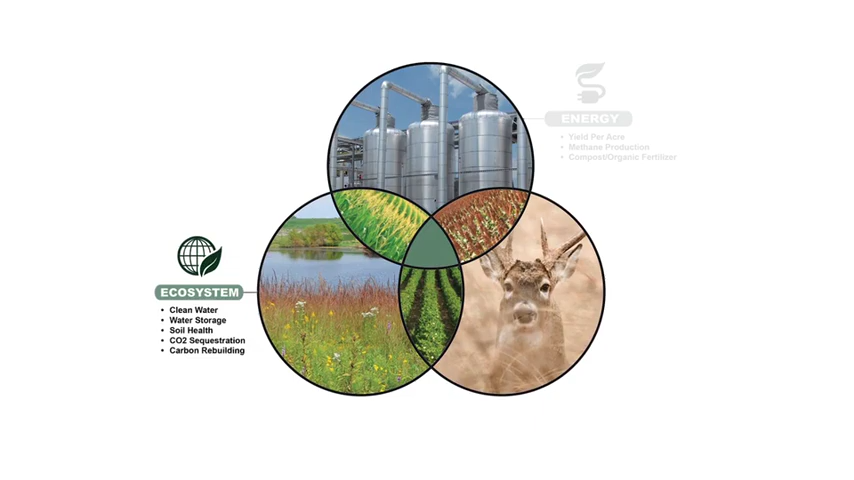 ENERGY
• Yield Per Acre
• Methane Production
• Compost/Organic Fertilizer
ECOSYSTEM
• Clean Water
• Water Storage
• Soil Health
• CO2 Sequestration
• Carbon Rebuilding